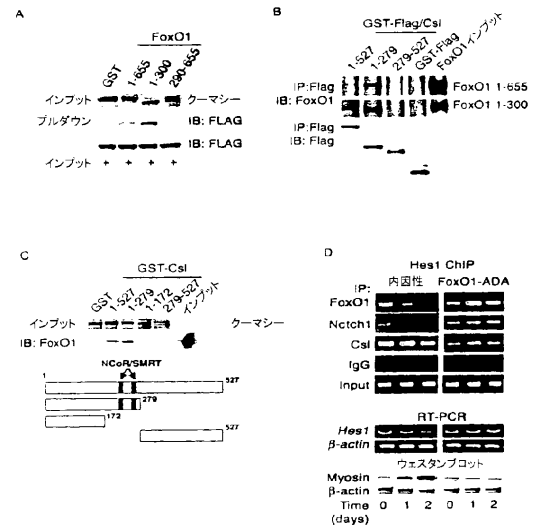 A
FoxO1
GST
1-655
1-300
290-655
インプット
クーマシー
プルダウン
IB: FLAG
IB: FLAG
インプット + + + +
B
GST-Flag/Csl
1-527
1-279
279-527
GST-Flag
FoxO1インプット
IP:Flag
IB: FoxO1
FoxO1 1-655
FoxO1 1-300
IP:Flag
IB: Flag
C
GST-Csl
GST
1-527
1-279
1-172
279-527
インプット
インプット
クーマシー
IB: FoxO1
NCoR/SMRT
1
527
279
172
527
D
Hes1 ChIP
IP:
内因性
FoxO1-ADA
FoxO1
Notch1
Csl
IgG
Input
RT-PCR
Hes1
β-actin
ウェスタンブロット
Myosin
β-actin
Time 0 1 2 0 1 2
(days)